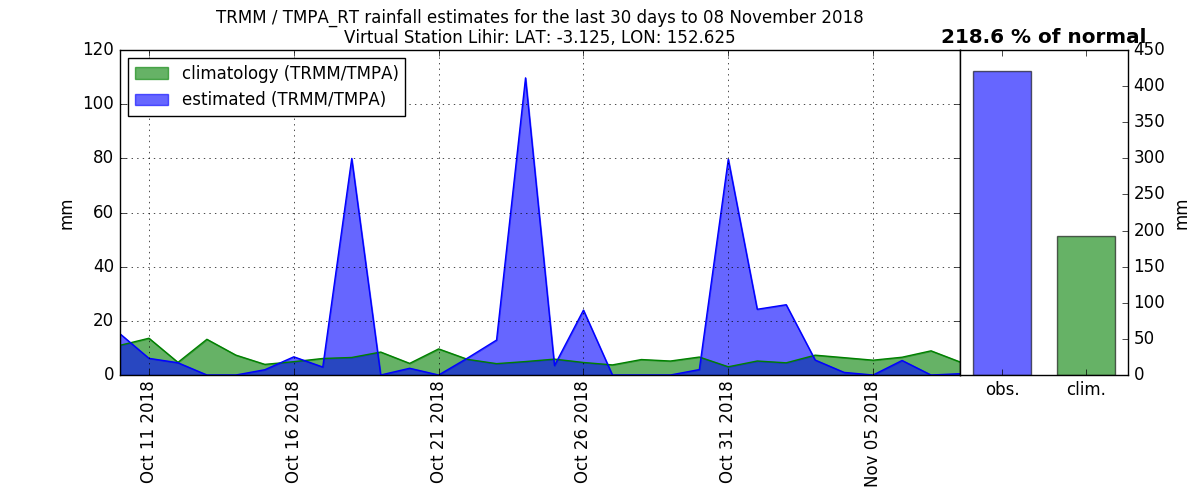 TRMM / TMPA_RT rainfall estimates for the last 30 days to 08 November 2018
Virtual Station Lihir: LAT: -3.125, LON: 152.625
218.6 % of normal
climatology (TRMM/TMPA)
estimated (TRMM/TMPA)
120
100
80
60
40
20
0
mm
Oct 11 2018
Oct 16 2018
Oct 21 2018
Oct 26 2018
Oct 31 2018
Nov 05 2018
450
400
350
300
250
200
150
100
50
0
mm
obs.
clim.